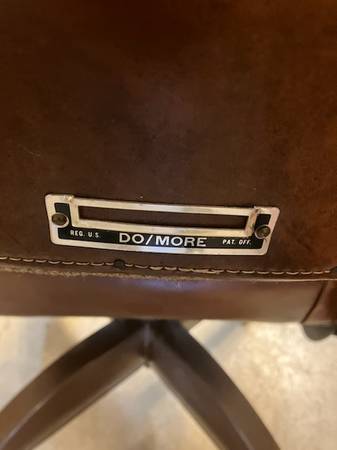 REG. U.S. DO/MORE PAT. OFF.